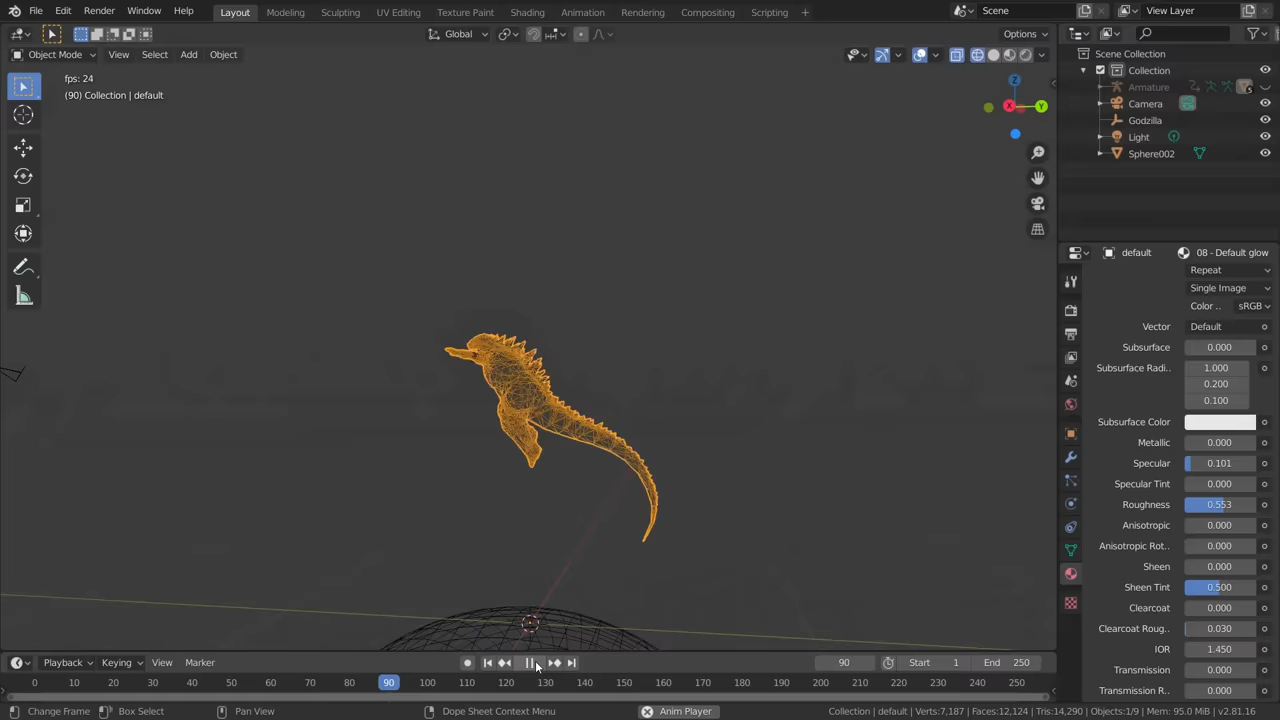 File Edit Render Window Help Layout Modeling Sculpting UV Editing Texture Paint Shading Animation Rendering Compositing Scripting + Scene View Layer
Global Options
Object Mode View Select Add Object
fps: 24
(90) Collection | default
Z
X Y
Scene Collection
Collection
Armature 5
Camera
Godzilla
Light
Sphere002
default 08 - Default glow
Repeat
Single Image
Color .. sRGB
Vector Default
Subsurface 0.000
Subsurface Radi.. 1.000
0.200
0.100
Subsurface Color
Metallic 0.000
Specular 0.101
Specular Tint 0.000
Roughness 0.553
Anisotropic 0.000
Anisotropic Rot.. 0.000
Sheen 0.000
Sheen Tint 0.500
Clearcoat 0.000
Clearcoat Roug.. 0.030
IOR 1.450
Transmission 0.000
Transmission R.. 0.000
Playback Keying View Marker 90 Start 1 End 250
0 10 20 30 40 50 60 70 80 90 100 110 120 130 140 150 160 170 180 190 200 210 220 230 240 250
Change Frame Box Select Pan View Dope Sheet Context Menu Anim Player Collection | default | Verts:7,187 | Faces:12,124 | Tris:14,290 | Objects:1/9 | Mem: 95.0 MiB | v2.81.16